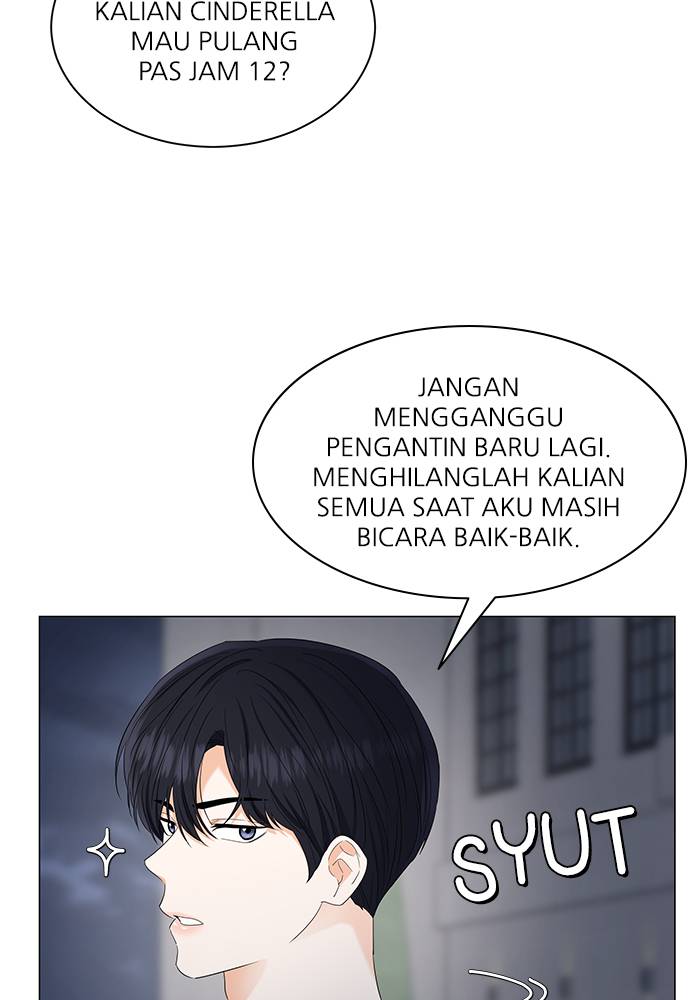 KALIAN CINDERELLA
MAU PULANG
PAS JAM 12?
JANGAN
MENGGANGGU
PENGANTIN BARU LAGI.
MENGHILANGLAH KALIAN
SEMUA SAAT AKU MASIH
BICARA BAIK-BAIK.
SYUT